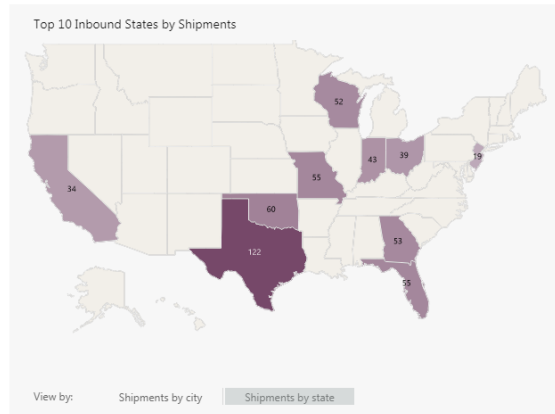 Top 10 Inbound States by Shipments
52
43
39
19
34
55
60
53
122
55
View by:
Shipments by city
Shipments by state